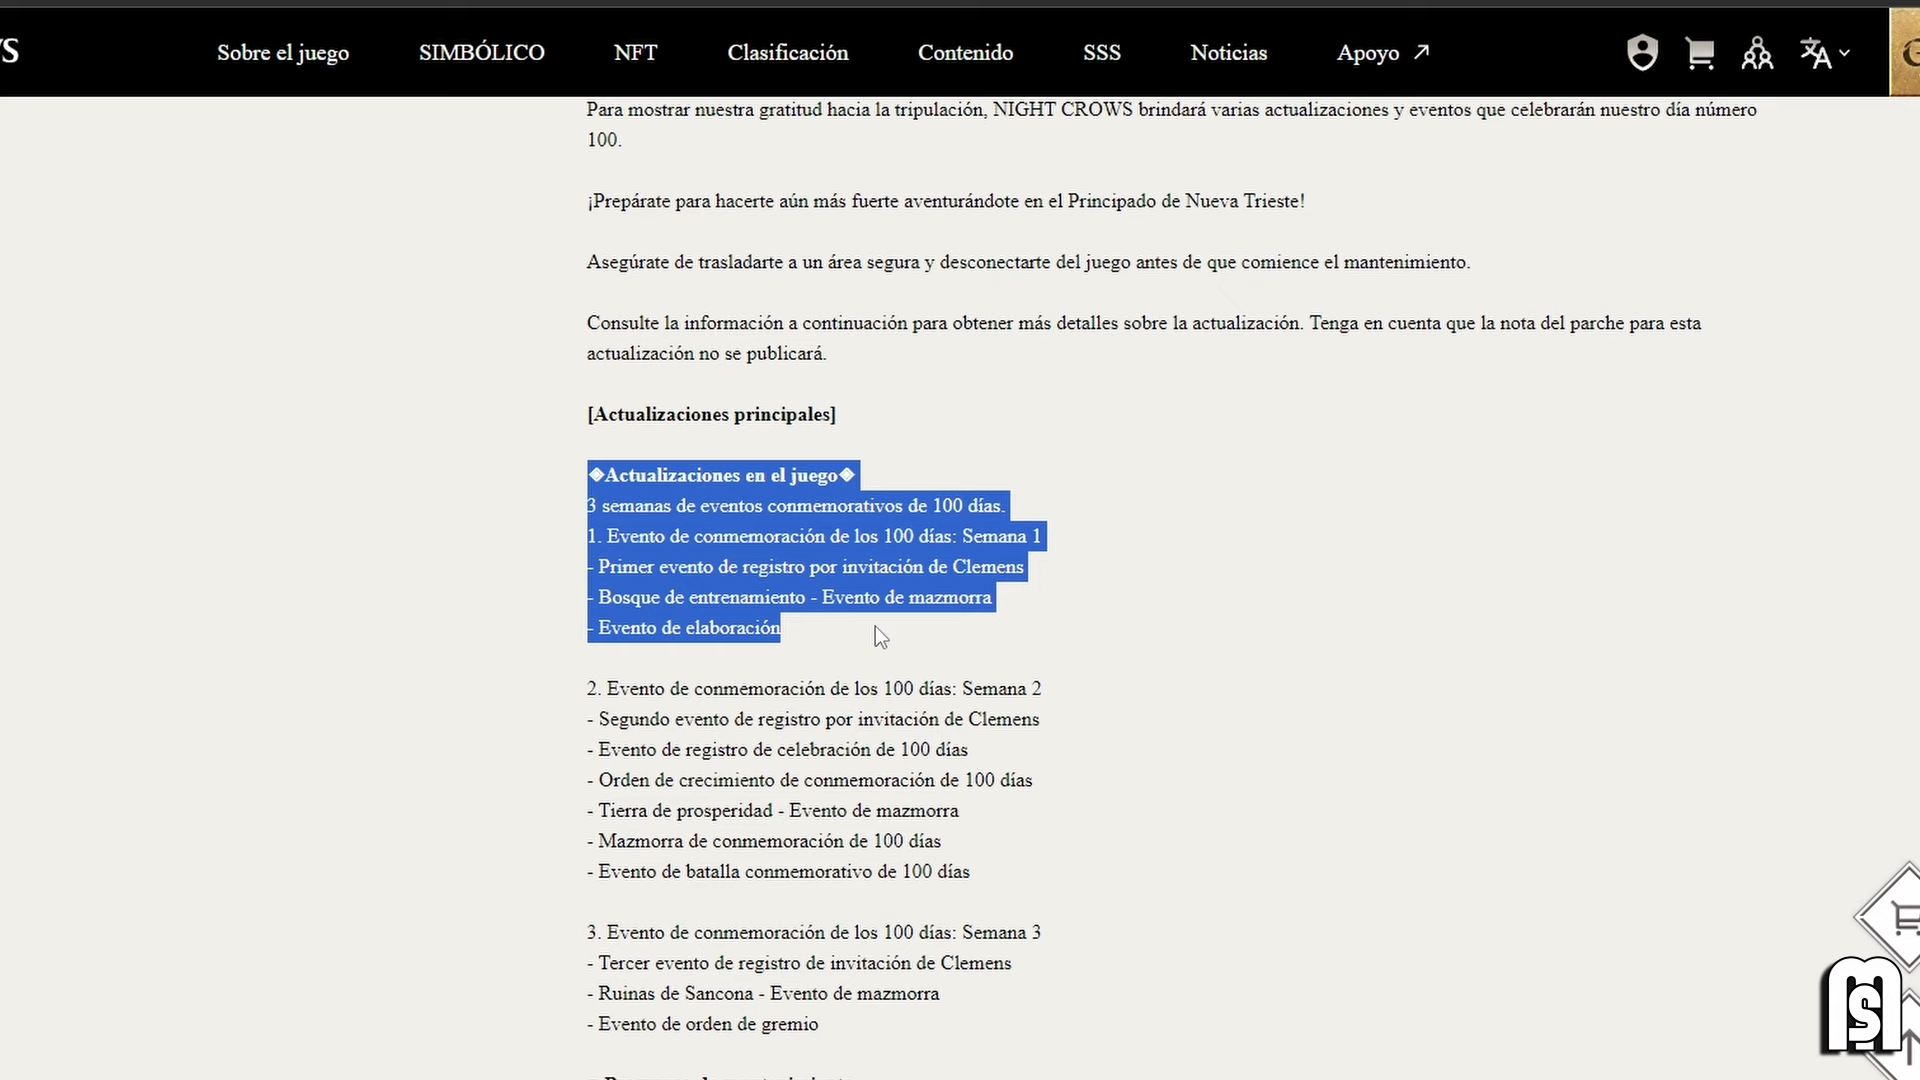 Sobre el juego
SIMBÓLICO
NFT
Clasificación
Contenido
SSS
Noticias
Apoyo
Para mostrar nuestra gratitud hacia la tripulación, NIGHT CROWS brindará varias actualizaciones y eventos que celebrarán nuestro día número
100.
¡Prepárate para hacerte aún más fuerte aventurándote en el Principado de Nueva Trieste!
Asegúrate de trasladarte a un área segura y desconectarte del juego antes de que comience el mantenimiento.
Consulte la información a continuación para obtener más detalles sobre la actualización. Tenga en cuenta que la nota del parche para esta
actualización no se publicará.
[Actualizaciones principales]
◈Actualizaciones en el juego◈
3 semanas de eventos conmemorativos de 100 días.
1. Evento de conmemoración de los 100 días: Semana 1
- Primer evento de registro por invitación de Clemens
- Bosque de entrenamiento - Evento de mazmorra
- Evento de elaboración
2. Evento de conmemoración de los 100 días: Semana 2
- Segundo evento de registro por invitación de Clemens
- Evento de registro de celebración de 100 días
- Orden de crecimiento de conmemoración de 100 días
- Tierra de prosperidad - Evento de mazmorra
- Mazmorra de conmemoración de 100 días
- Evento de batalla conmemorativo de 100 días
3. Evento de conmemoración de los 100 días: Semana 3
- Tercer evento de registro de invitación de Clemens
- Ruinas de Sancona - Evento de mazmorra
- Evento de orden de gremio